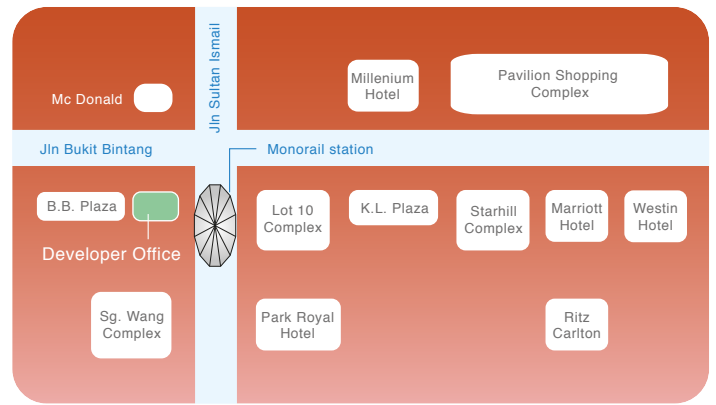 Jln Sultan Ismail
Millenium
Hotel
Pavilion Shopping
Complex
Mc Donald
Jln Bukit Bintang
Monorail station
B.B. Plaza
Lot 10
Complex
K.L. Plaza
Starhill
Complex
Marriott
Hotel
Westin
Hotel
Developer Office
Sg. Wang
Complex
Park Royal
Hotel
Ritz
Carlton